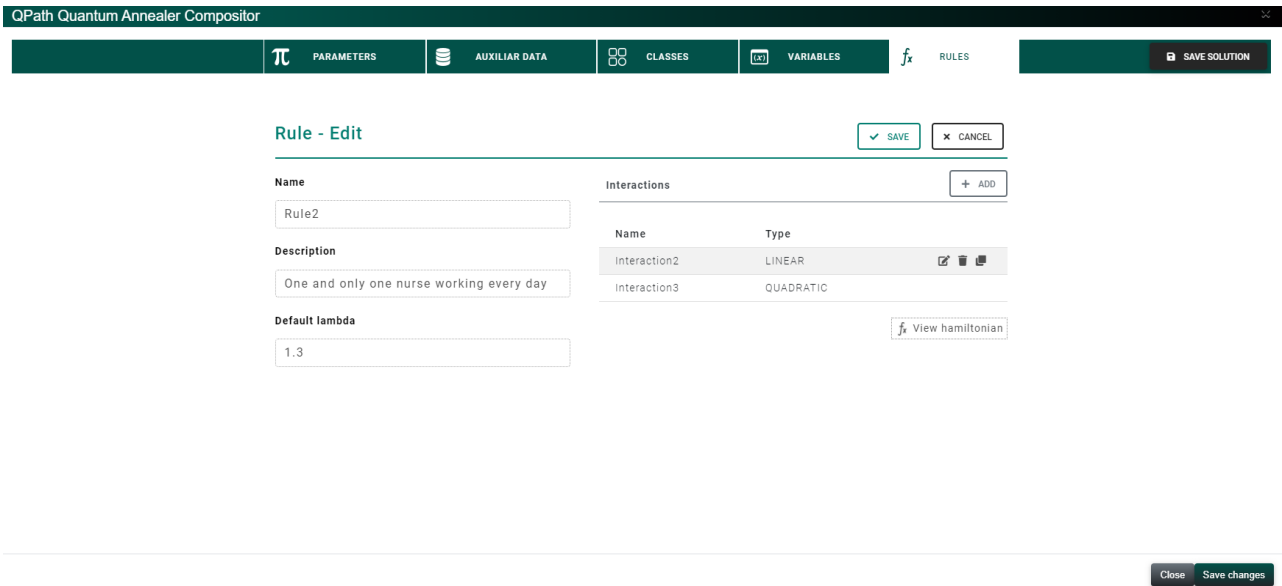 QPath Quantum Annealer Compositor
PARAMETERS
AUXILIAR DATA
CLASSES
VARIABLES
RULES
SAVE SOLUTION
Rule - Edit
SAVE
CANCEL
Name
Rule2
Description
One and only one nurse working every day
Default lambda
1.3
Interactions
+ ADD
Name Type
Interaction2 LINEAR
Interaction3 QUADRATIC
View hamiltonian
Close
Save changes